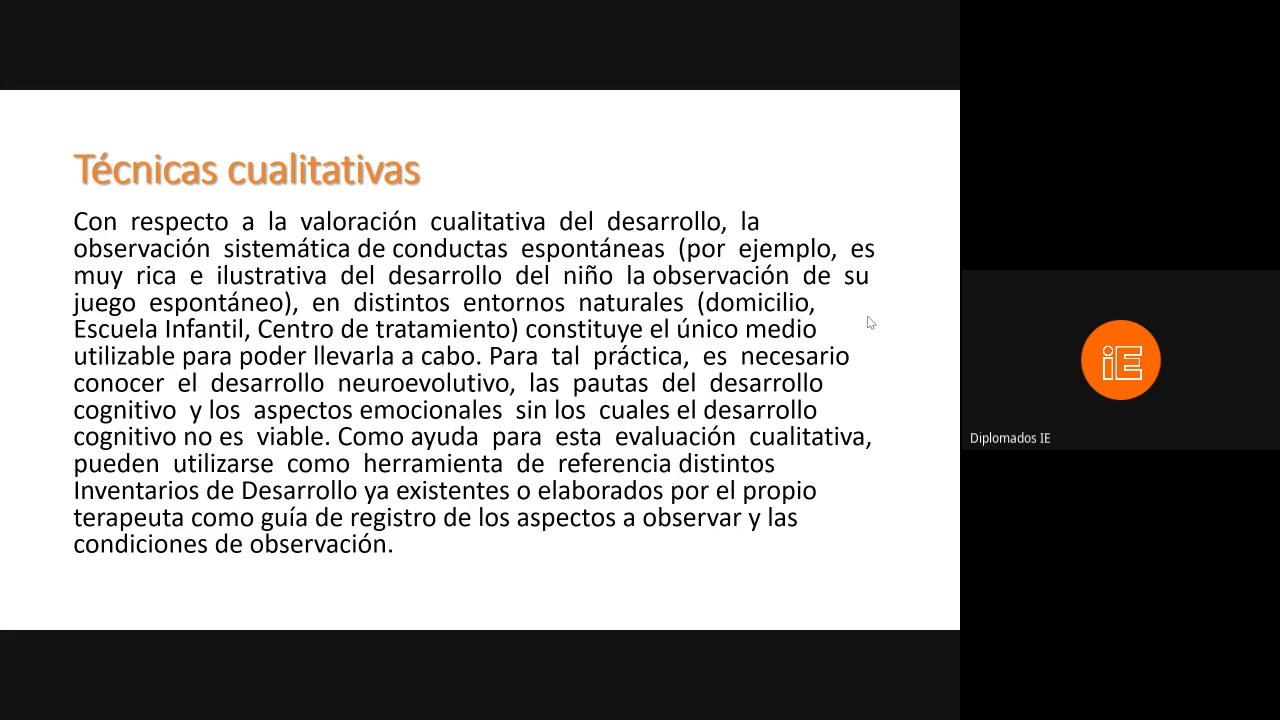 Técnicas cualitativas
Con respecto a la valoración cualitativa del desarrollo, la
observación sistemática de conductas espontáneas (por ejemplo, es
muy rica e ilustrativa del desarrollo del niño la observación de su
juego espontáneo), en distintos entornos naturales (domicilio,
Escuela Infantil, Centro de tratamiento) constituye el único medio
utilizable para poder llevarla a cabo. Para tal práctica, es necesario
conocer el desarrollo neuroevolutivo, las pautas del desarrollo
cognitivo y los aspectos emocionales sin los cuales el desarrollo
cognitivo no es viable. Como ayuda para esta evaluación cualitativa,
pueden utilizarse como herramienta de referencia distintos
Inventarios de Desarrollo ya existentes o elaborados por el propio
terapeuta como guía de registro de los aspectos a observar y las
condiciones de observación.
iE
Diplomados IE